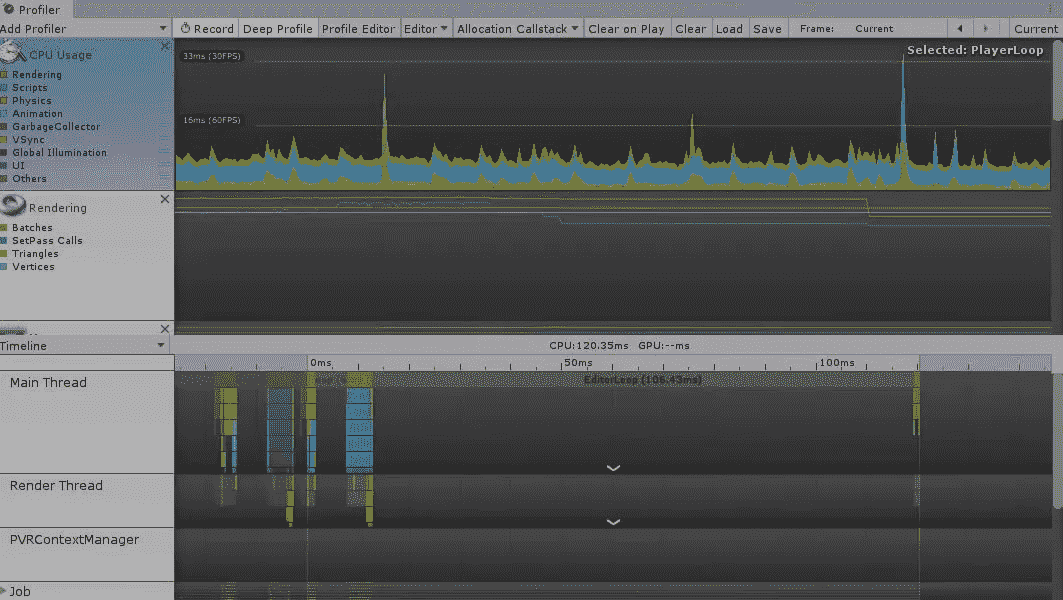 Profiler
Add Profiler
Record Deep Profile Profile Editor Editor Allocation Callstack Clear on Play Clear Load Save Frame: Current Current
CPU Usage
Rendering
Scripts
Physics
Animation
GarbageCollector
VSync
Global Illumination
UI
Others
33ms (30FPS)
Selected: PlayerLoop
16ms (60FPS)
Rendering
Batches
SetPass Calls
Triangles
Vertices
Timeline
CPU:120.35ms GPU:--ms
0ms 50ms 100ms
Main Thread
EditorLoop (106.43ms)
Render Thread
PVRContextManager
Job